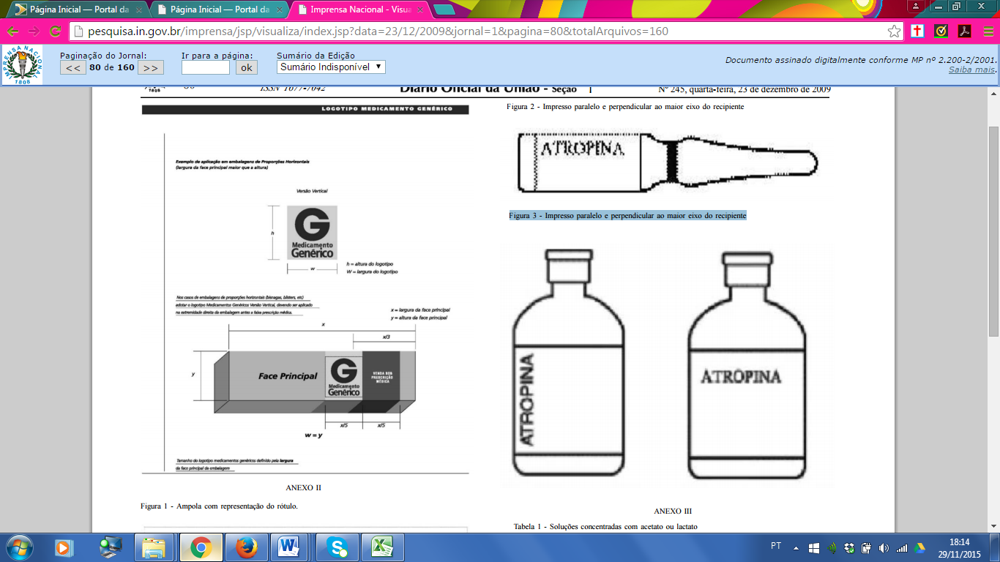 Página Inicial — Portal da
Página Inicial — Portal da
Imprensa Nacional - Visua
pesquisa.in.gov.br/imprensa/jsp/visualiza/index.jsp?data=23/12/2009&jornal=1&pagina=80&totalArquivos=160
IMPRENSA NACIONAL
1808
Paginação do Jornal:
<< 80 de 160 >>
Ir para a página:
ok
Sumário da Edição
Sumário Indisponível
Documento assinado digitalmente conforme MP nº 2.200-2/2001.
Saiba mais.
1808
ISSN 1677-7042
Diário Oficial da União - Seção 1
Nº 245, quarta-feira, 23 de dezembro de 2009
LOGOTIPO MEDICAMENTO GENÉRICO
Exemplo de aplicação em embalagens de Proporções Horizontais
(largura da face principal maior que a altura)
Versão Vertical
h
G
Medicamento
Genérico
w
h = altura do logotipo
W = largura do logotipo
Nos casos de embalagens de proporções horizontais (bisnagas, blisters, etc)
adotar o logotipo Medicamentos Genéricos Versão Vertical, devendo ser aplicado
na extremidade direita da embalagem antes a faixa prescrição médica.
x = largura da face principal
y = altura da face principal
x
x/3
y
Face Principal
G
Medicamento
Genérico
VENDA SOB
PRESCRIÇÃO
MÉDICA
x/5
x/5
w = y
Tamanho do logotipo medicamentos genéricos definido pela largura
da face principal da embalagem
ANEXO II
Figura 1 - Ampola com representação do rótulo.
Figura 2 - Impresso paralelo e perpendicular ao maior eixo do recipiente
ATROPINA
Figura 3 - Impresso paralelo e perpendicular ao maior eixo do recipiente
ATROPINA
ATROPINA
ANEXO III
Tabela 1 - Soluções concentradas com acetato ou lactato
PT
18:14
29/11/2015